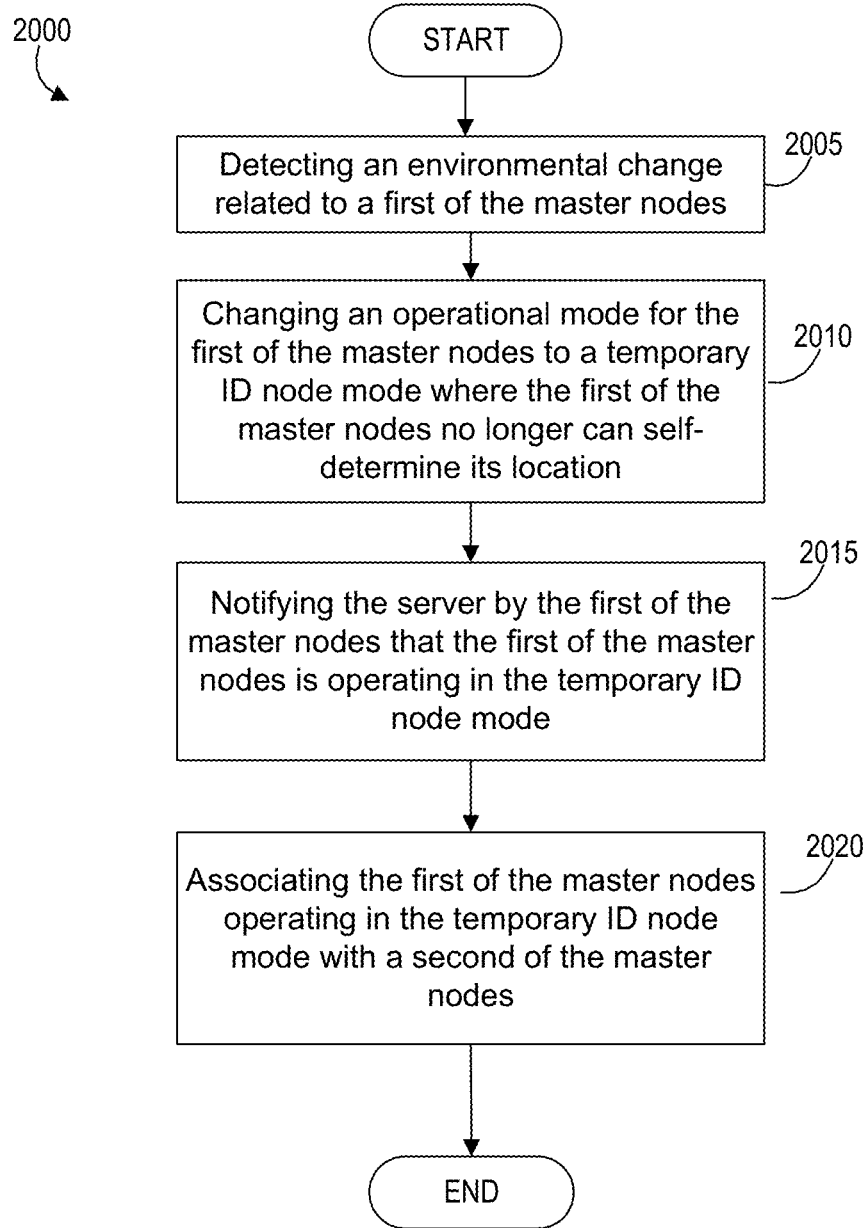 2000
START
2005
Detecting an environmental change
related to a first of the master nodes
2010
Changing an operational mode for the
first of the master nodes to a temporary
ID node mode where the first of the
master nodes no longer can self-
determine its location
2015
Notifying the server by the first of the
master nodes that the first of the master
nodes is operating in the temporary ID
node mode
2020
Associating the first of the master nodes
operating in the temporary ID node
mode with a second of the master
nodes
END